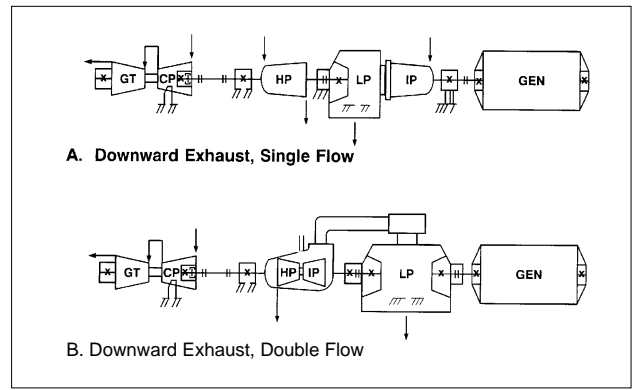 GT CP HP LP IP GEN
A. Downward Exhaust, Single Flow
GT CP HP IP LP GEN
B. Downward Exhaust, Double Flow